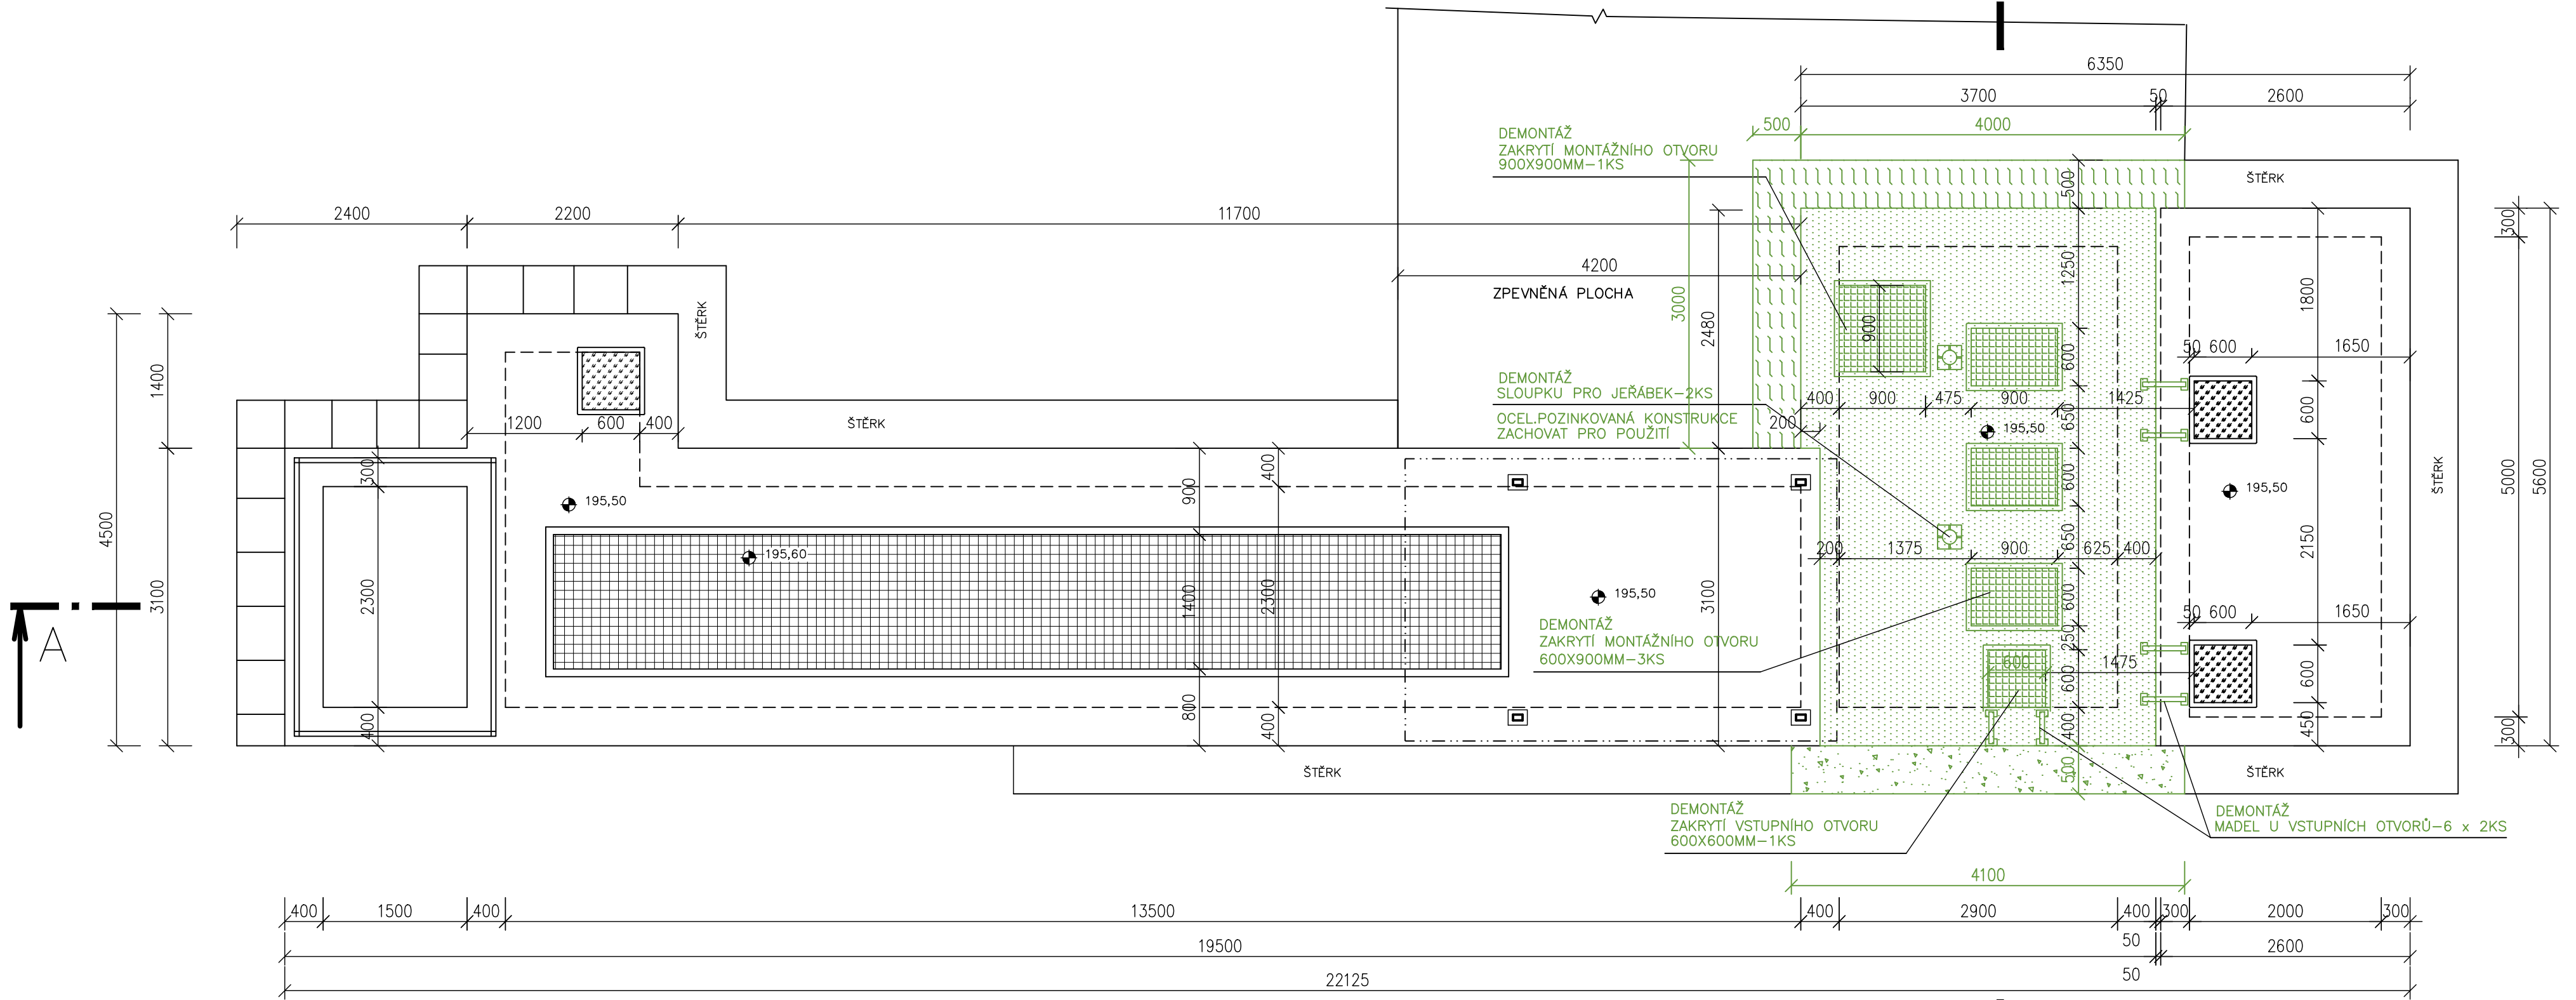 6350
3700 50 2600
500 4000
DEMONTÁŽ
ZAKRYTÍ MONTÁŽNÍHO OTVORU
900X900MM-1KS
ŠTĚRK
500
2400 2200 11700
300
4200
ZPEVNĚNÁ PLOCHA
3000
2480
1250
900
1800
ŠTĚRK
4500
1400
600
50 600 1650
DEMONTÁŽ
SLOUPKU PRO JEŘÁBEK-2KS
OCEL.POZINKOVANÁ KONSTRUKCE
ZACHOVAT PRO POUŽITÍ
400 900 475 900 1425
200
650
600
1200 600 400
ŠTĚRK
195,50
300
900
400
600
195,50
195,50
ŠTĚRK
5000
5600
195,60
650
200 1375 900 625 400
2150
3100
2300
1400
2300
195,50
3100
600
50 600 1650
A
DEMONTÁŽ
ZAKRYTÍ MONTÁŽNÍHO OTVORU
600X900MM-3KS
250
600 1475
600
600
400
800
400
400
450
300
ŠTĚRK
500
ŠTĚRK
DEMONTÁŽ
ZAKRYTÍ VSTUPNÍHO OTVORU
600X600MM-1KS
DEMONTÁŽ
MADEL U VSTUPNÍCH OTVORŮ-6 x 2KS
4100
400 1500 400 13500 400 2900 400 300 2000 300
19500 50 2600
22125 50